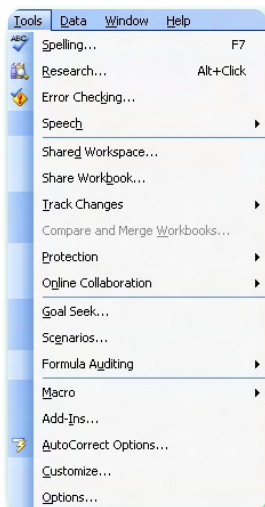 Tools Data Window Help
ABC
Spelling... F7
Research... Alt+Click
Error Checking...
Speech
Shared Workspace...
Share Workbook...
Track Changes
Compare and Merge Workbooks...
Protection
Online Collaboration
Goal Seek...
Scenarios...
Formula Auditing
Macro
Add-Ins...
AutoCorrect Options...
Customize...
Options...